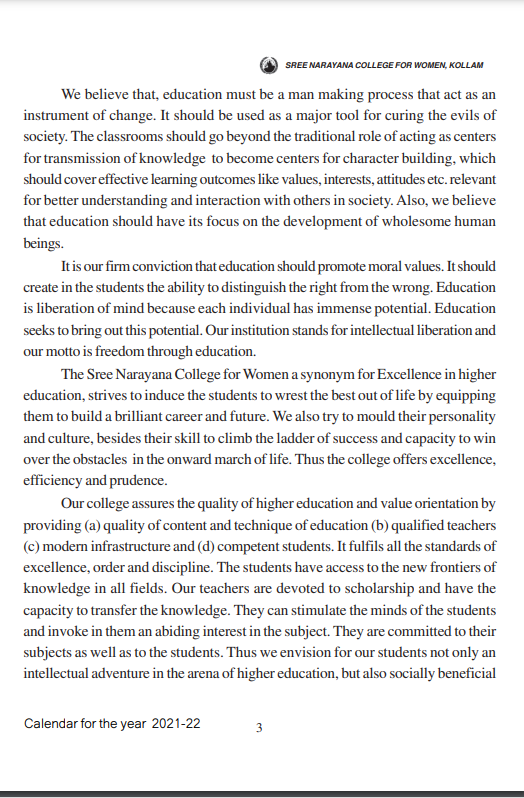 SREE NARAYANA COLLEGE FOR WOMEN, KOLLAM
We believe that, education must be a man making process that act as an
instrument of change. It should be used as a major tool for curing the evils of
society. The classrooms should go beyond the traditional role of acting as centers
for transmission of knowledge to become centers for character building, which
should cover effective learning outcomes like values, interests, attitudes etc. relevant
for better understanding and interaction with others in society. Also, we believe
that education should have its focus on the development of wholesome human
beings.
It is our firm conviction that education should promote moral values. It should
create in the students the ability to distinguish the right from the wrong. Education
is liberation of mind because each individual has immense potential. Education
seeks to bring out this potential. Our institution stands for intellectual liberation and
our motto is freedom through education.
The Sree Narayana College for Women a synonym for Excellence in higher
education, strives to induce the students to wrest the best out of life by equipping
them to build a brilliant career and future. We also try to mould their personality
and culture, besides their skill to climb the ladder of success and capacity to win
over the obstacles in the onward march of life. Thus the college offers excellence,
efficiency and prudence.
Our college assures the quality of higher education and value orientation by
providing (a) quality of content and technique of education (b) qualified teachers
(c) modern infrastructure and (d) competent students. It fulfils all the standards of
excellence, order and discipline. The students have access to the new frontiers of
knowledge in all fields. Our teachers are devoted to scholarship and have the
capacity to transfer the knowledge. They can stimulate the minds of the students
and invoke in them an abiding interest in the subject. They are committed to their
subjects as well as to the students. Thus we envision for our students not only an
intellectual adventure in the arena of higher education, but also socially beneficial
Calendar for the year 2021-22
3